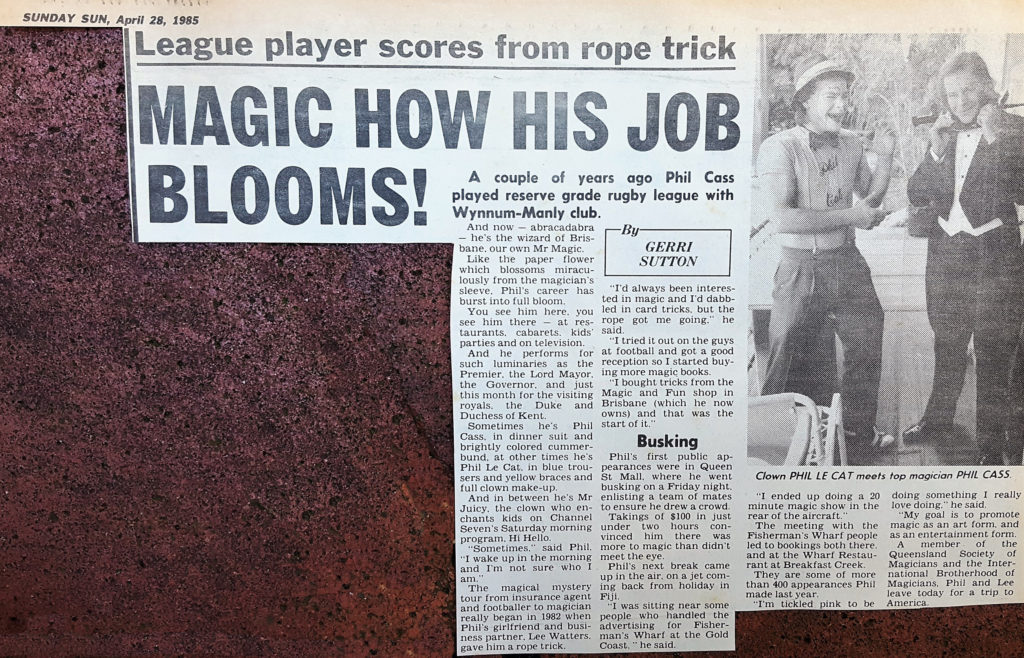 SUNDAY SUN, April 28, 1985
League player scores from rope trick
MAGIC HOW HIS JOB
BLOOMS!
A couple of years ago Phil Cass
played reserve grade rugby league with
Wynnum-Manly club.
And now — abracadabra
— he's the wizard of Bris-
bane, our own Mr Magic.
Like the paper flower
which blossoms miracu-
lously from the magician's
sleeve, Phil's career has
burst into full bloom.
You see him here, you
see him there — at res-
taurants, cabarets, kids'
parties and on television.
And he performs for
such luminaries as the
Premier, the Lord Mayor,
the Governor, and just
this month for the visiting
royals, the Duke and
Duchess of Kent.
Sometimes he's Phil
Cass, in dinner suit and
brightly colored cummer-
bund, at other times he's
Phil Le Cat, in blue trou-
sers and yellow braces and
full clown make-up.
And in between he's Mr
Juicy, the clown who en-
chants kids on Channel
Seven's Saturday morning
program, Hi Hello.
"Sometimes," said Phil,
"I wake up in the morning
and I'm not sure who I
am."
The magical mystery
tour from insurance agent
and footballer to magician
really began in 1982 when
Phil's girlfriend and busi-
ness partner, Lee Watters,
gave him a rope trick.
By
GERRI
SUTTON
"I'd always been interes-
ted in magic and I'd dabb-
led in card tricks, but the
rope got me going," he
said.
"I tried it out on the guys
at football and got a good
reception so I started buy-
ing more magic books.
"I bought tricks from the
Magic and Fun shop in
Brisbane (which he now
owns) and that was the
start of it."
Busking
Phil's first public ap-
pearances were in Queen
St Mall, where he went
busking on a Friday night,
enlisting a team of mates
to ensure he drew a crowd.
Takings of $100 in just
under two hours con-
vinced him there was
more to magic than didn't
meet the eye.
Phil's next break came
up in the air, on a jet com-
ing back from holiday in
Fiji.
"I was sitting near some
people who handled the
advertising for Fisher-
man's Wharf at the Gold
Coast," he said.
Clown PHIL LE CAT meets top magician PHIL CASS.
"I ended up doing a 20
minute magic show in the
rear of the aircraft."
The meeting with the
Fisherman's Wharf people
led to bookings both there,
and at the Wharf Restau-
rant at Breakfast Creek.
They are some of more
than 400 appearances Phil
made last year.
"I'm tickled pink to be
doing something I really
love doing," he said.
"My goal is to promote
magic as an art form, and
as an entertainment form.
A member of the
Queensland Society of
Magicians and the Inter-
national Brotherhood of
Magicians, Phil and Lee
leave today for a trip to
America.